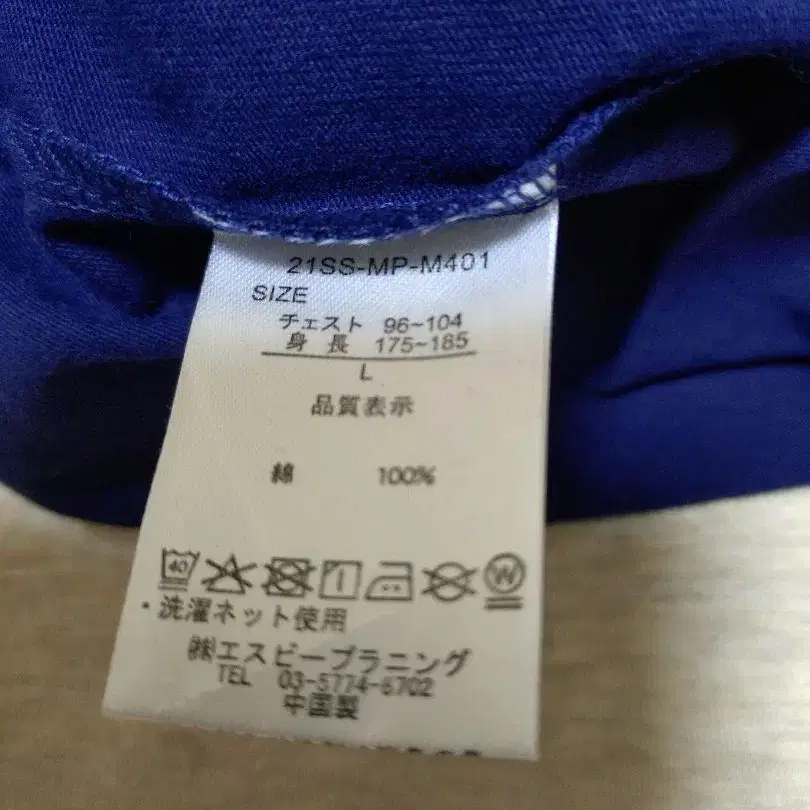 21SS-MP-M401
SIZE
チェスト 96~104
身 長 175~185
L
品質表示
綿 100%
40 W
・洗濯ネット使用
㈱エスピープラニング
TEL 03-5774-6702
中国製